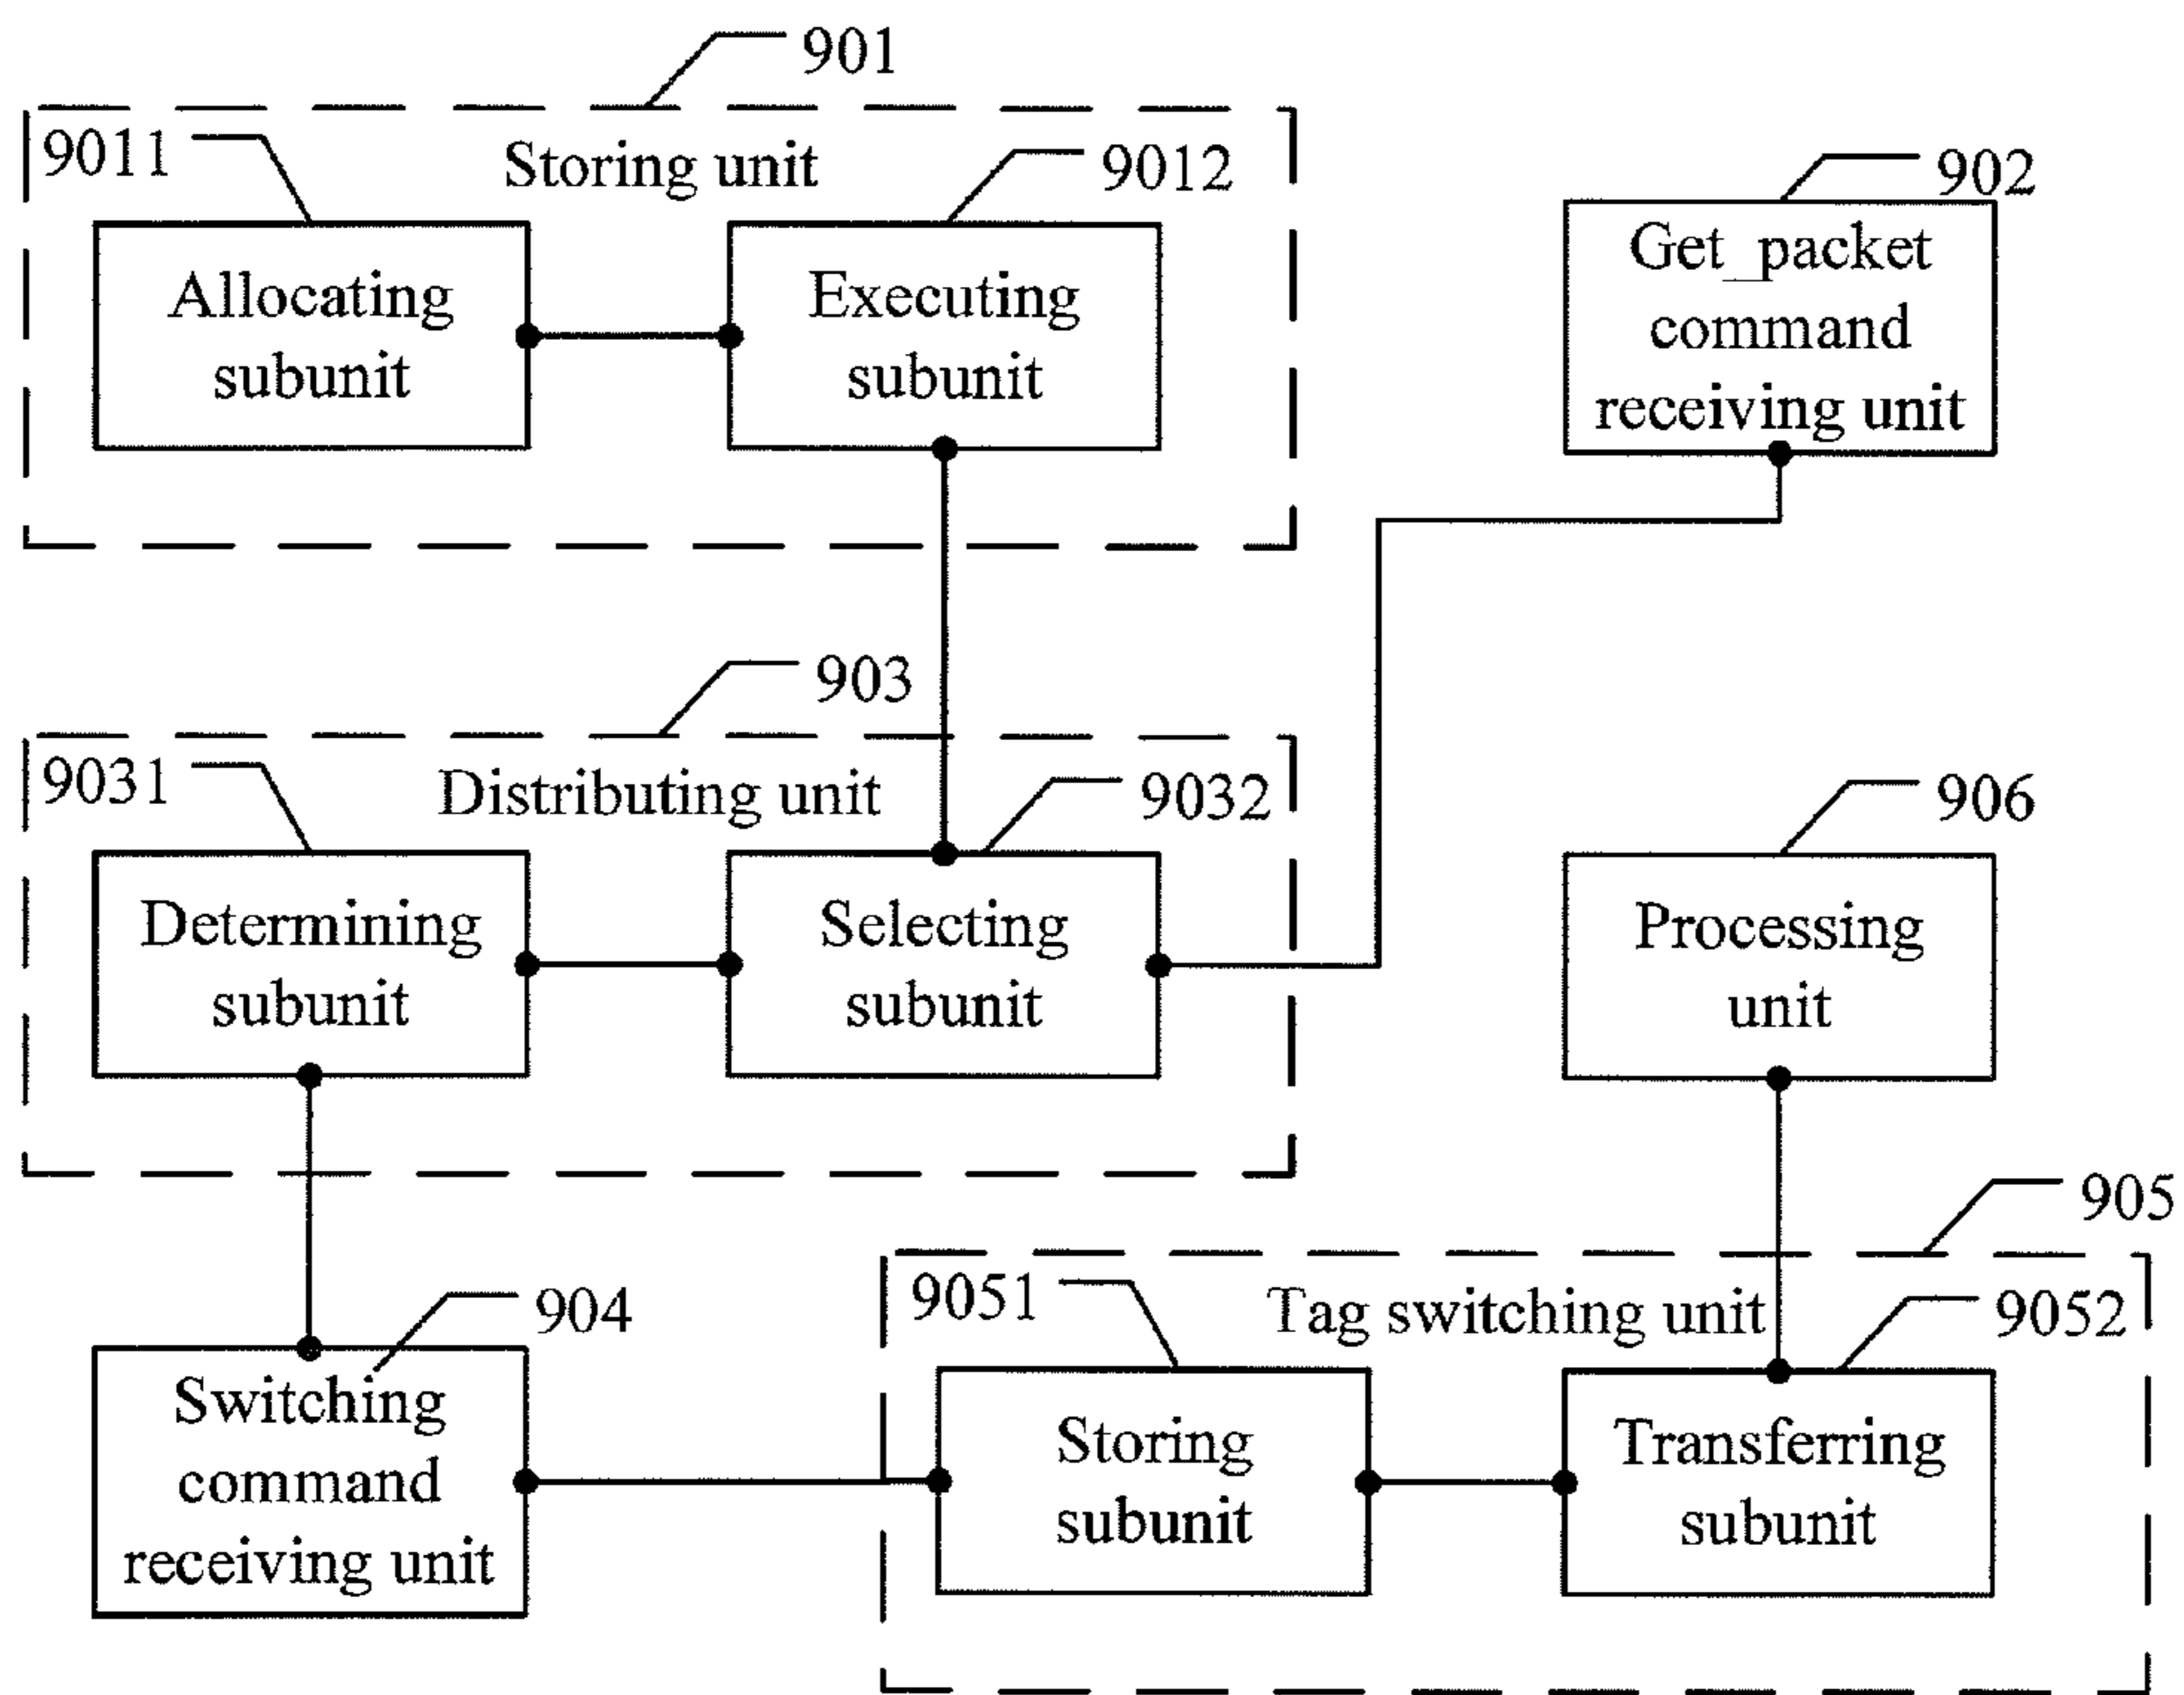 901
9011
Storing unit
9012
902
Allocating
subunit
Executing
subunit
Get_packet
command
receiving unit
903
9031
Distributing unit
9032
906
Determining
subunit
Selecting
subunit
Processing
unit
905
904
9051
Tag switching unit
9052
Switching
command
receiving unit
Storing
subunit
Transferring
subunit